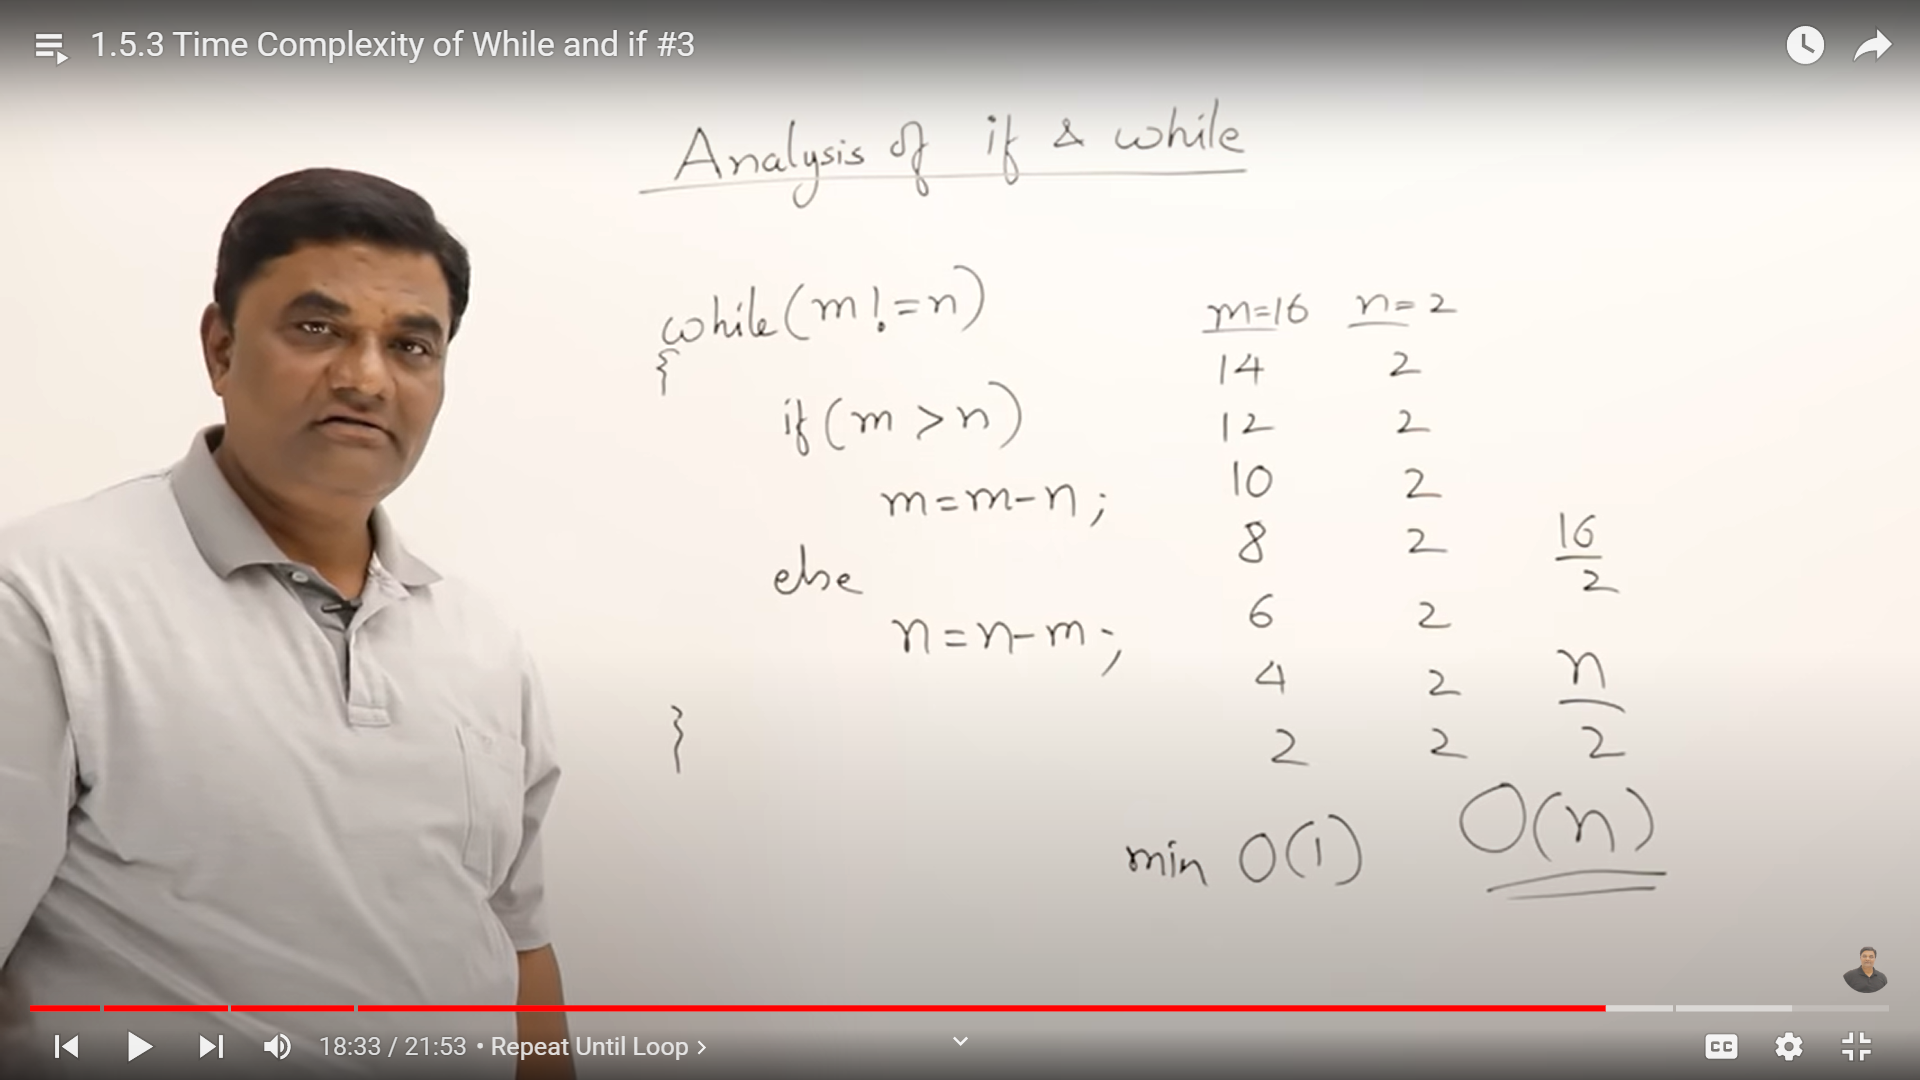 1.5.3 Time Complexity of While and if #3
Analysis of if & while
while(m!=n)
{
if(m>n)
m=m-n;
else
n=n-m;
}
m=16 n=2
14 2
12 2
10 2
8 2
6 2
4 2
2 2
16
2
n
2
min O(1) O(n)
18:33 / 21:53 • Repeat Until Loop >
CC